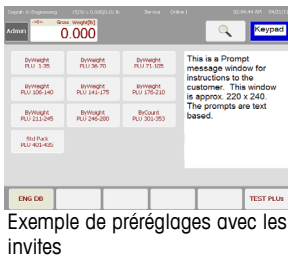 Service
Gross Weight[lb]
Admin
0.000
Keypad
ByWeight
PLU 1-35
ByWeight
PLU 36-70
ByWeight
PLU 71-105
ByWeight
PLU 106-140
ByWeight
PLU 141-175
ByWeight
PLU 176-210
ByWeight
PLU 211-245
ByWeight
PLU 246-280
ByCount
PLU 301-353
Std Pack
PLU 401-435
This is a Prompt
message window for
instructions to the
customer. This window
is approx. 220 x 240.
The prompts are text
based.
ENG DB
TEST PLUs
Exemple de préréglages avec les
invites